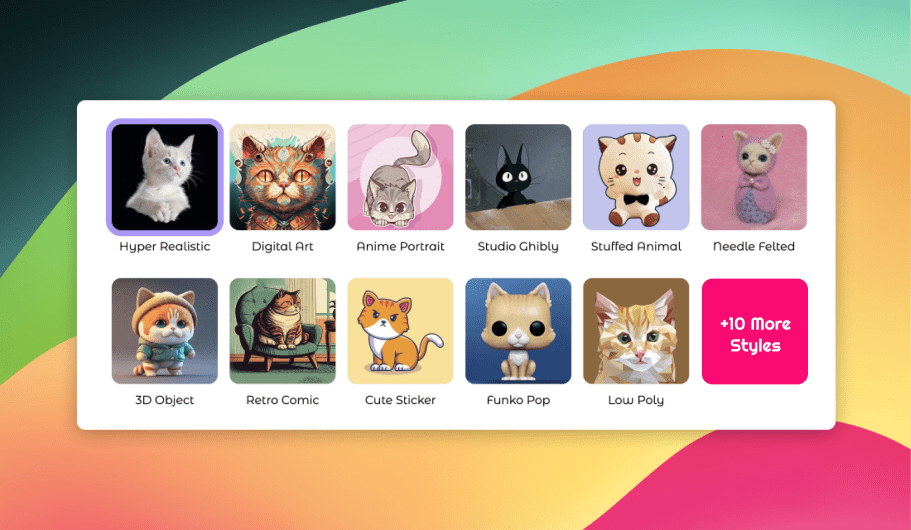 Hyper Realistic
Digital Art
Anime Portrait
Studio Ghibly
Stuffed Animal
Needle Felted
3D Object
Retro Comic
Cute Sticker
Funko Pop
Low Poly
+10 More
Styles